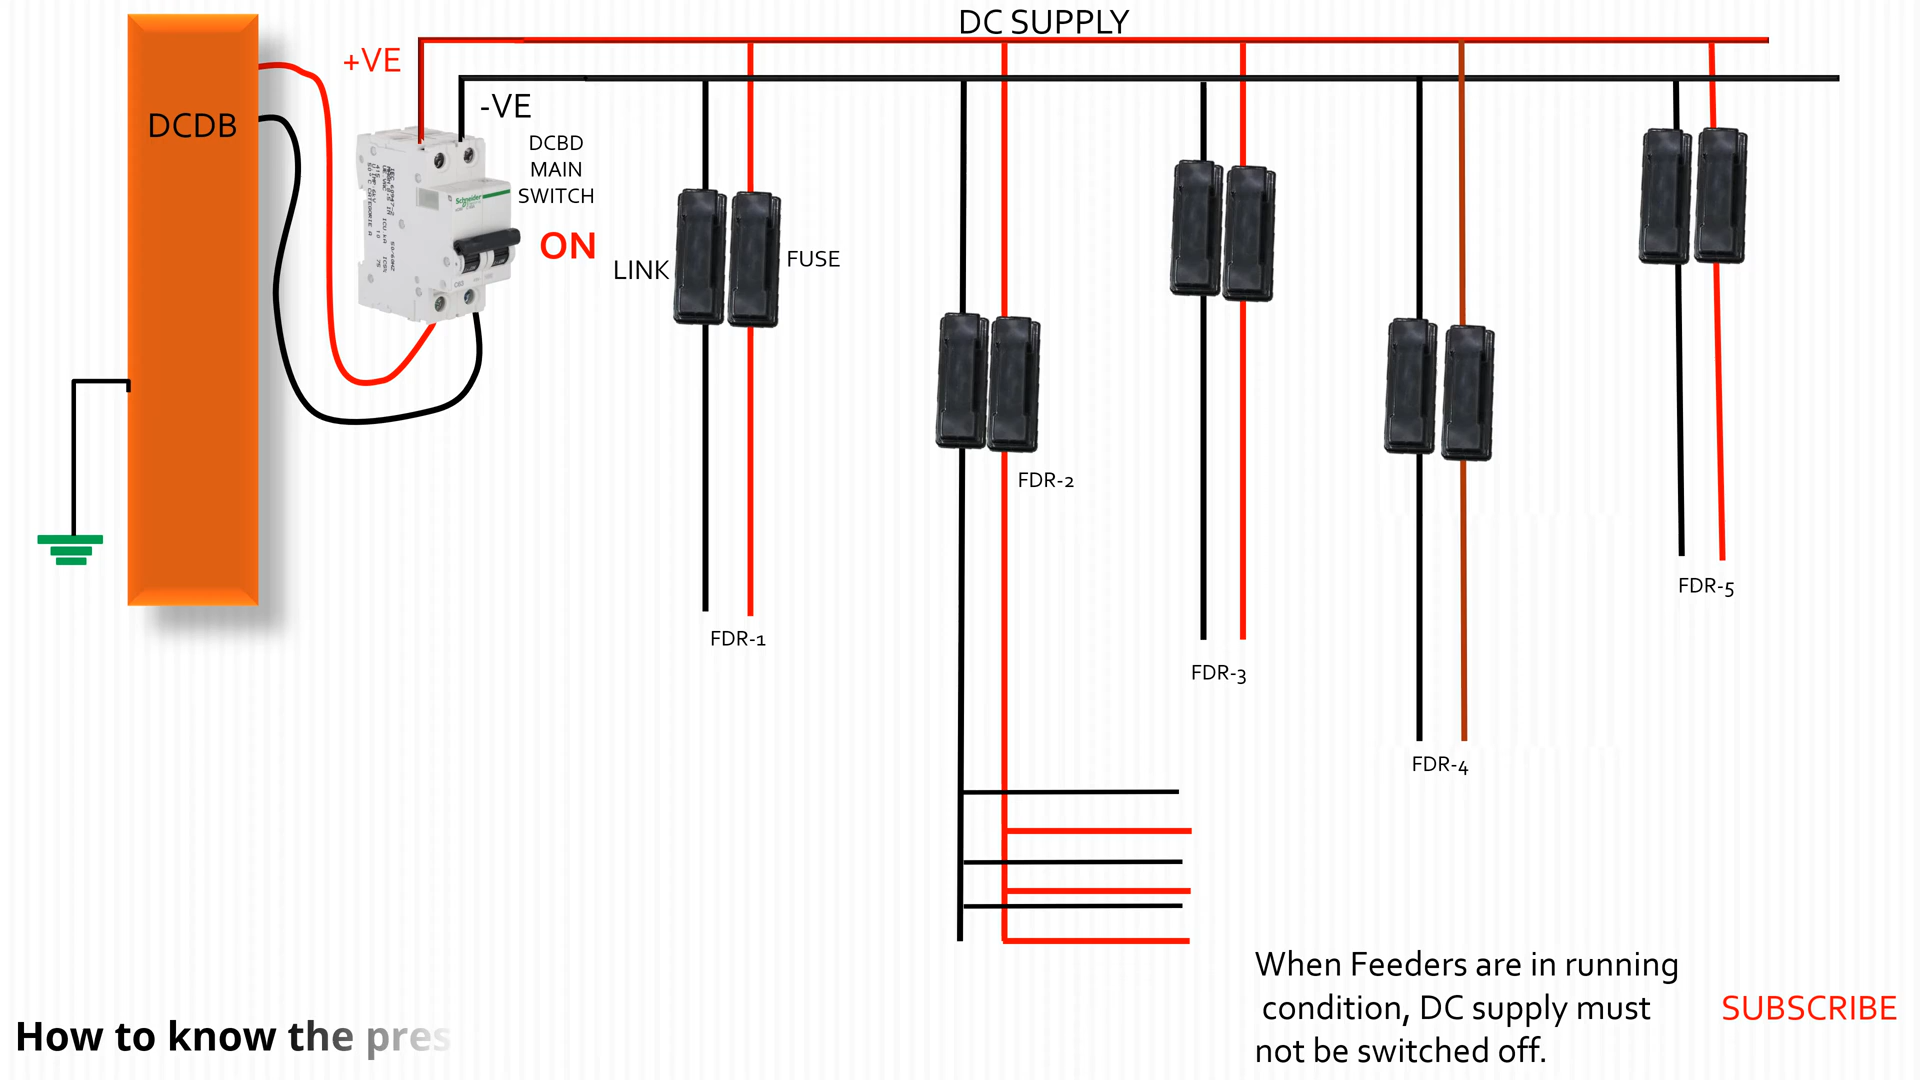 DC SUPPLY
+VE
-VE
DCDB
DCBD
MAIN
SWITCH
ON
Schneider
LINK
FUSE
FDR-2
FDR-5
FDR-1
FDR-3
FDR-4
When Feeders are in running
condition, DC supply must
not be switched off.
SUBSCRIBE
How to know the pres